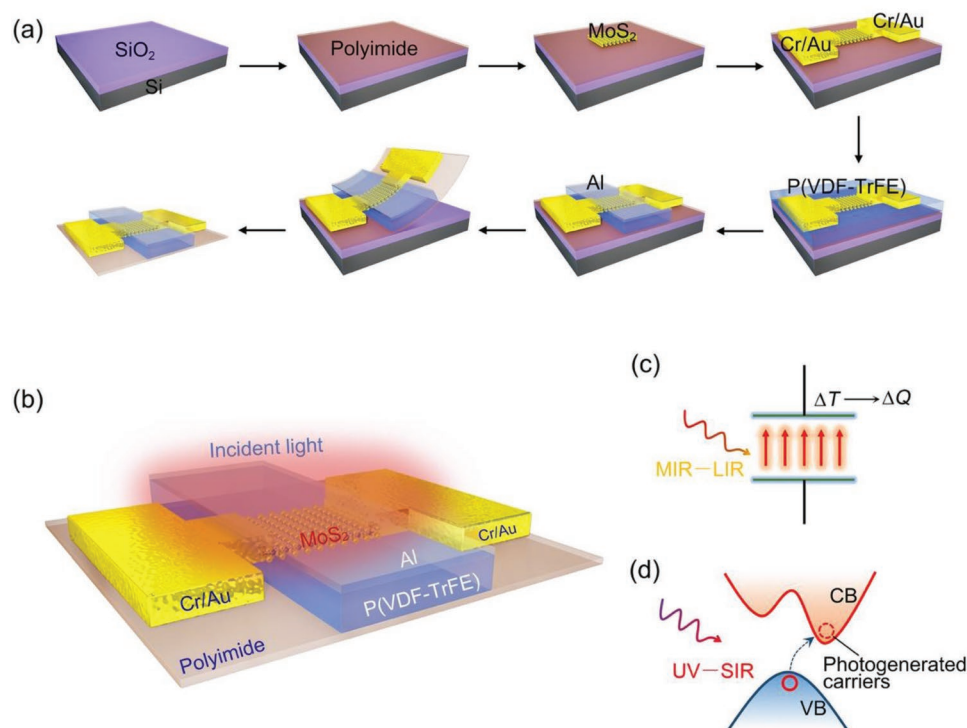 (a)
SiO2
Si
Polyimide
MoS2
Cr/Au
Cr/Au
P(VDF-TrFE)
Al
(b)
Incident light
MoS2
Cr/Au
Al
P(VDF-TrFE)
Cr/Au
Polyimide
(c)
ΔT → ΔQ
MIR–LIR
(d)
CB
Photogenerated
carriers
UV–SIR
VB